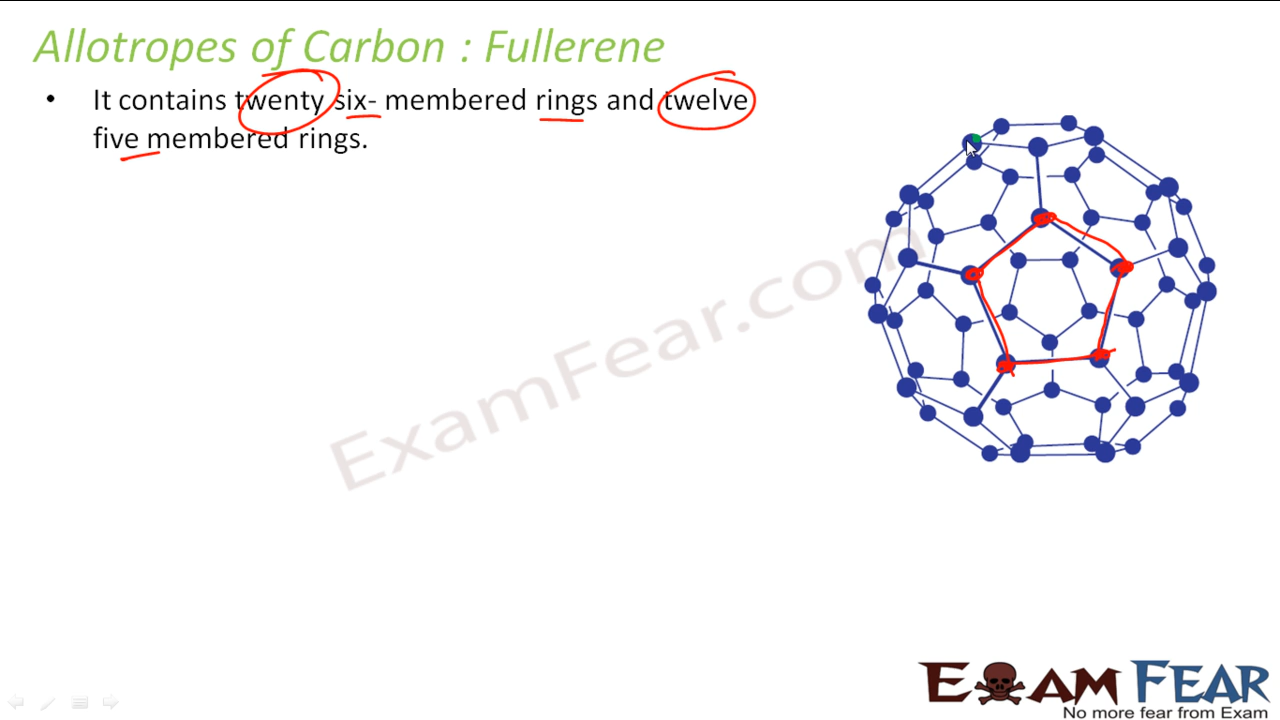 Allotropes of Carbon : Fullerene
• It contains twenty six- membered rings and twelve
five membered rings.
ExamFear.com
EXAM FEAR
No more fear from Exam